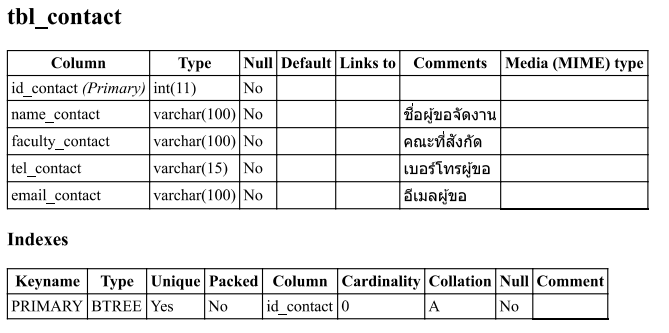 tbl_contact
Column Type Null Default Links to Comments Media (MIME) type
id_contact (Primary) int(11) No
name_contact varchar(100) No ชื่อผู้ขอจัดงาน
faculty_contact varchar(100) No คณะที่สังกัด
tel_contact varchar(15) No เบอร์โทรผู้ขอ
email_contact varchar(100) No อีเมลผู้ขอ
Indexes
Keyname Type Unique Packed Column Cardinality Collation Null Comment
PRIMARY BTREE Yes No id_contact 0 A No